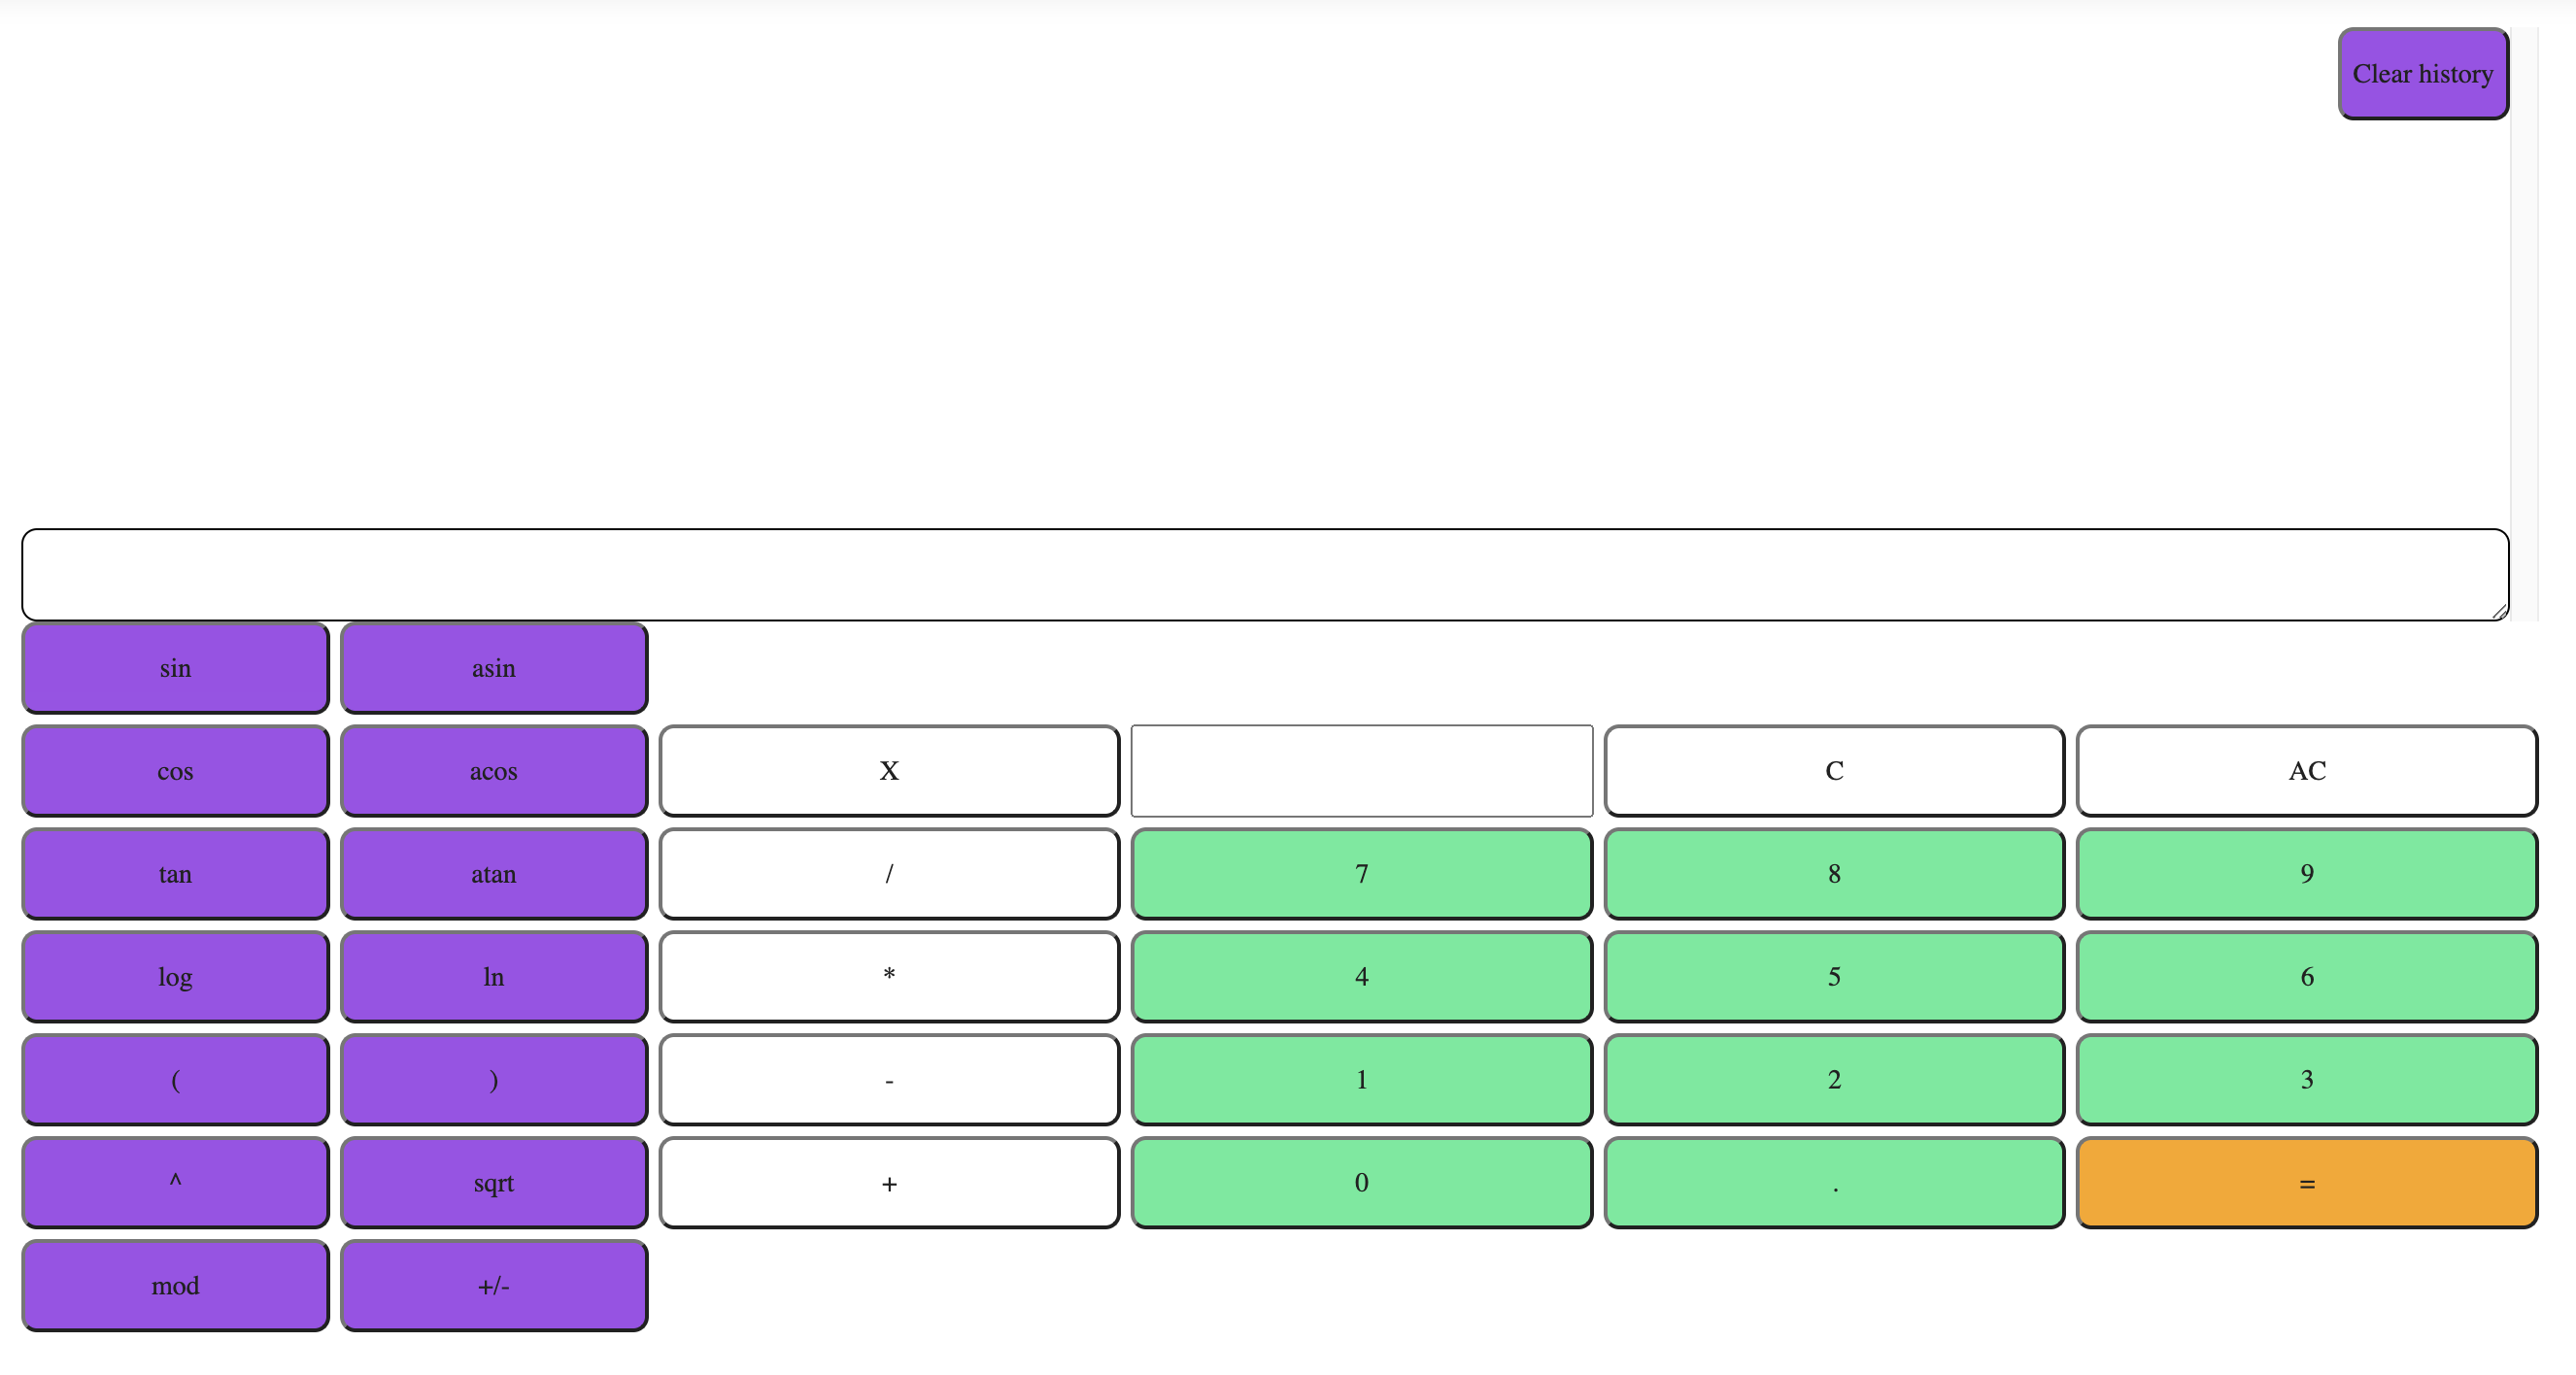 Clear history
sin asin
cos acos X C AC
tan atan / 7 8 9
log ln * 4 5 6
( ) - 1 2 3
^ sqrt + 0 . =
mod +/-